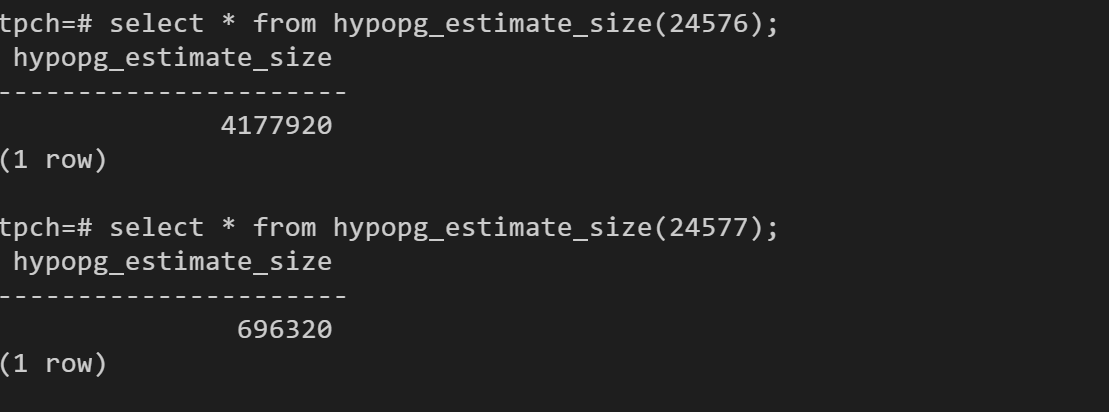 tpch=# select * from hypopg_estimate_size(24576);
 hypopg_estimate_size
----------------------
              4177920
(1 row)

tpch=# select * from hypopg_estimate_size(24577);
 hypopg_estimate_size
----------------------
               696320
(1 row)